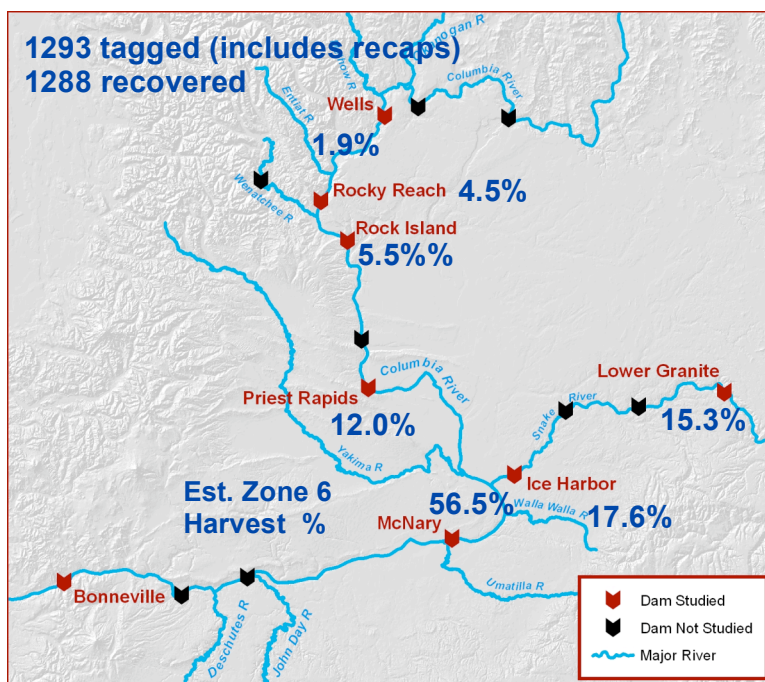 1293 tagged (includes recaps)
1288 recovered
Columbia River
Entiat R
Wells
1.9%
Wenatchee R
Rocky Reach 4.5%
Rock Island
5.5%%
Lower Granite
15.3%
Columbia River
Priest Rapids
12.0%
Snake River
Yakima R
Ice Harbor
Est. Zone 6
Harvest %
56.5%
Walla Walla R
17.6%
McNary
Umatilla R
Bonneville
Deschutes R
John Day R
Dam Studied
Dam Not Studied
Major River